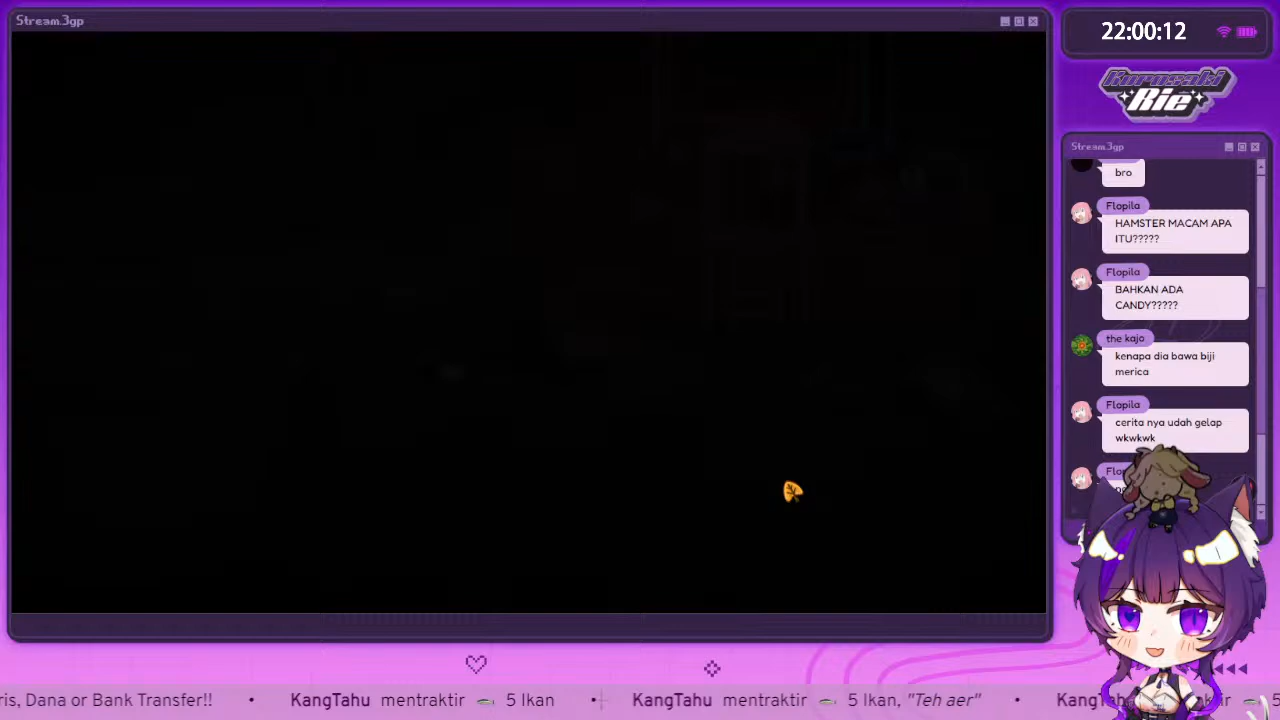 Stream.3gp
22:00:12
Kurosaki
Rie
Stream.3gp
bro
Flopila
HAMSTER MACAM APA
ITU?????
Flopila
BAHKAN ADA
CANDY?????
the kajo
kenapa dia bawa biji
merica
Flopila
cerita nya udah gelap
wkwkwk
ris, Dana or Bank Transfer!! • KangTahu mentraktir 5 Ikan • KangTahu mentraktir 5 Ikan, "Teh aer" •